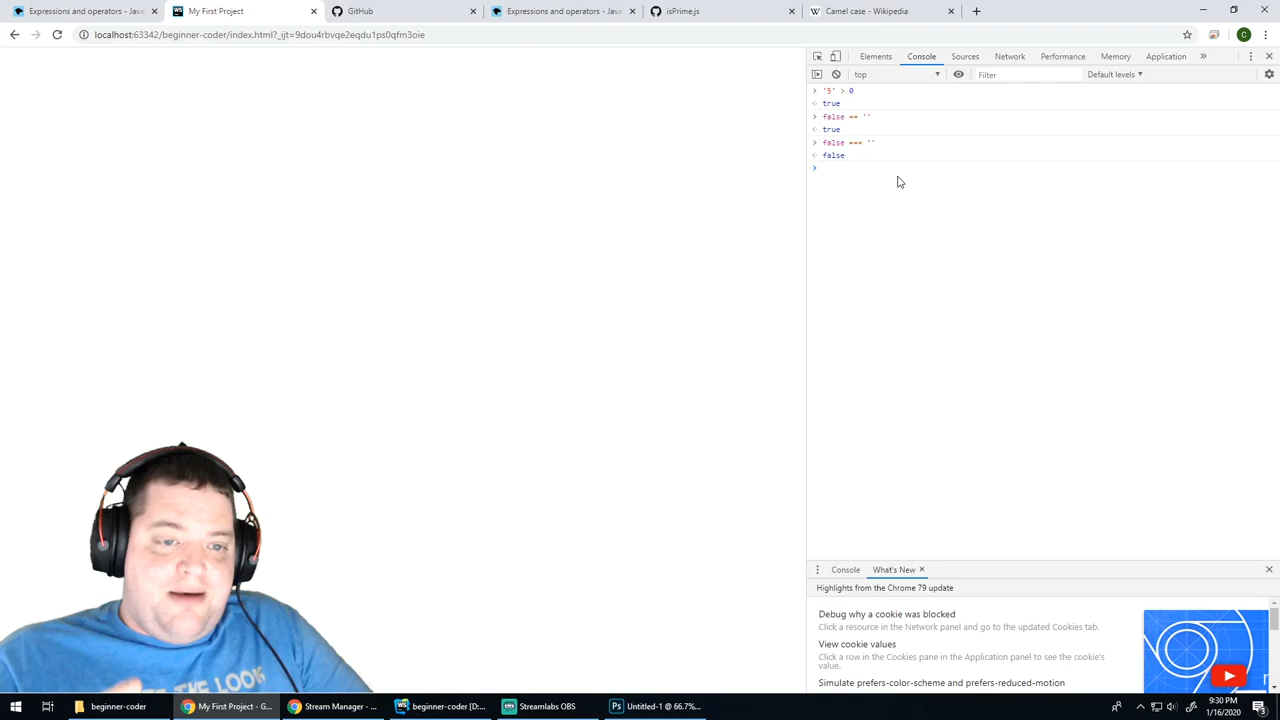 Expressions and operators - Java
My First Project
GitHub
Expressions and operators - Java
isPrime.js
Camel case - Wikipedia
localhost:63342/beginner-coder/index.html?_ijt=9dou4rbvqe2eqdu1ps0qfm3oie
C
Elements
Console
Sources
Network
Performance
Memory
Application
top
Filter
Default levels
> '5' > 0
< true
> false == ''
< true
> false === ''
< false
>
Console
What's New
Highlights from the Chrome 79 update
Debug why a cookie was blocked
Click a resource in the Network panel and go to the updated Cookies tab.
View cookie values
Click a row in the Cookies pane in the Application panel to see the cookie's
value.
Simulate prefers-color-scheme and prefers-reduced-motion
THE LOOK
beginner-coder
My First Project - G...
Stream Manager - ...
beginner-coder [D:...
Streamlabs OBS
Untitled-1 @ 66.7%...
9:30 PM
1/16/2020
3